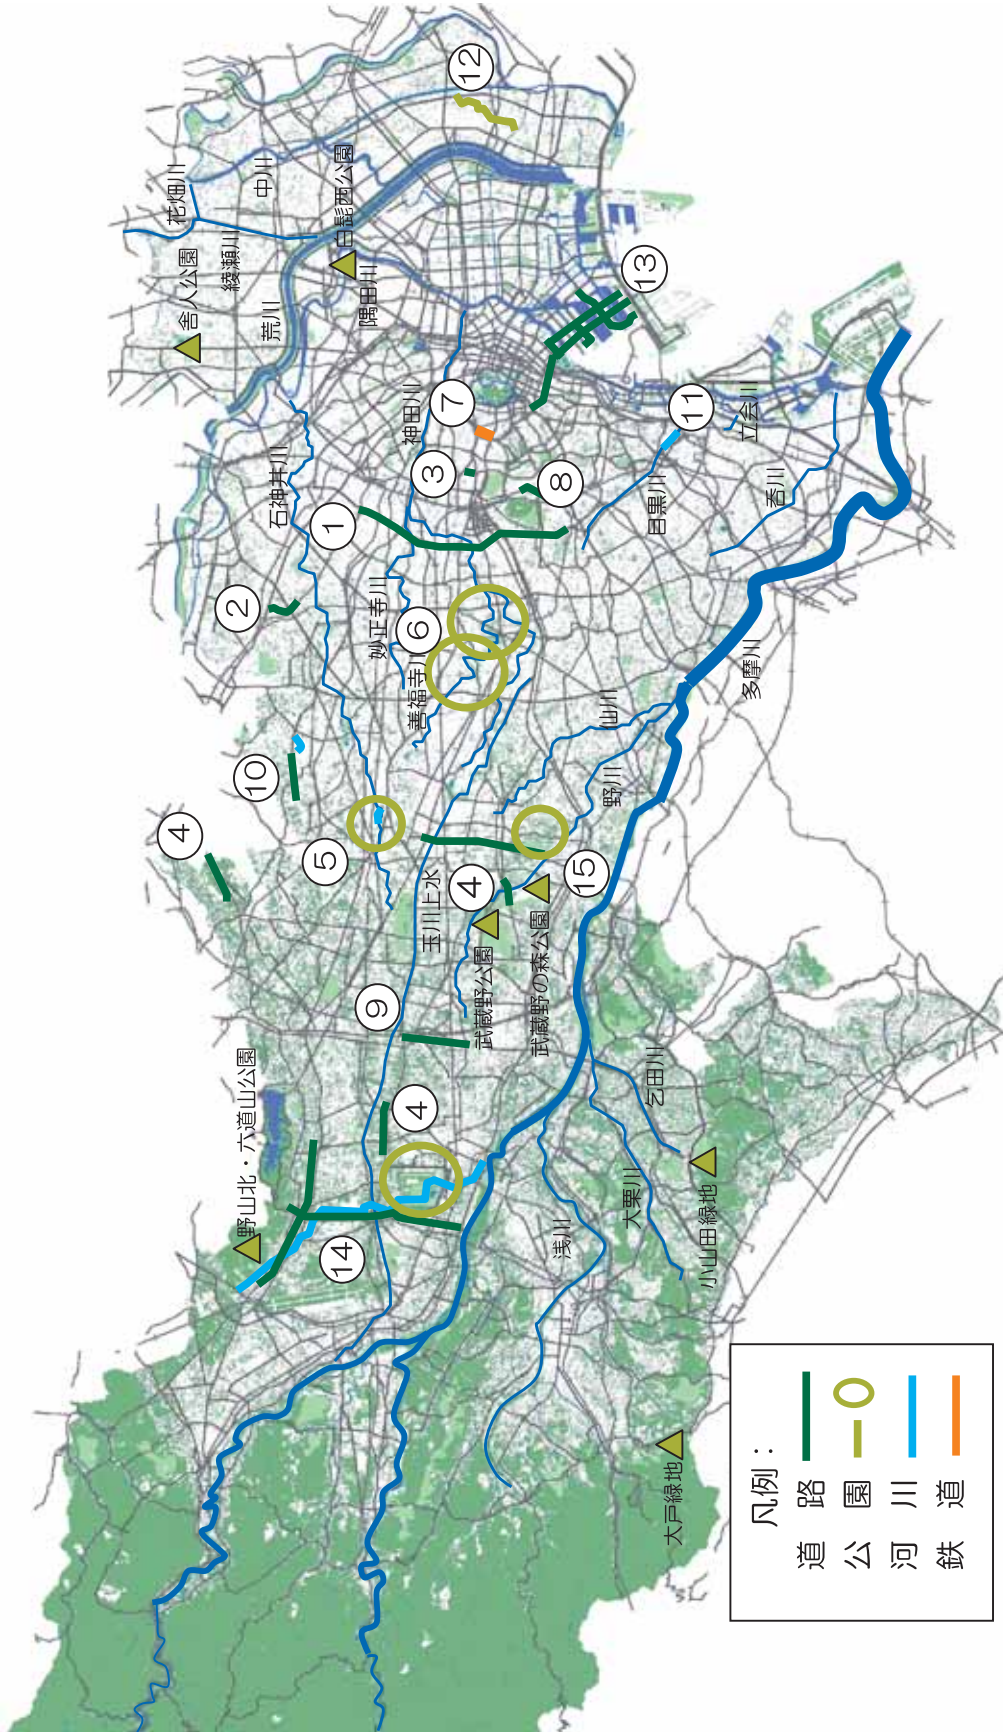 花畑川
中川
綾瀬川
舎人公園
荒川
白髭西公園
隅田川
12
13
石神井川
神田川
7
3
1
8
11
立会川
目黒川
呑川
2
妙正寺川
6
善福寺川
10
仙川
野川
多摩川
4
5
玉川上水
4
15
武蔵野公園
武蔵野の森公園
9
野山北・六道山公園
4
乞田川
大栗川
小山田緑地
14
浅川
大戸緑地
凡例：
道路
公園
河川
鉄道